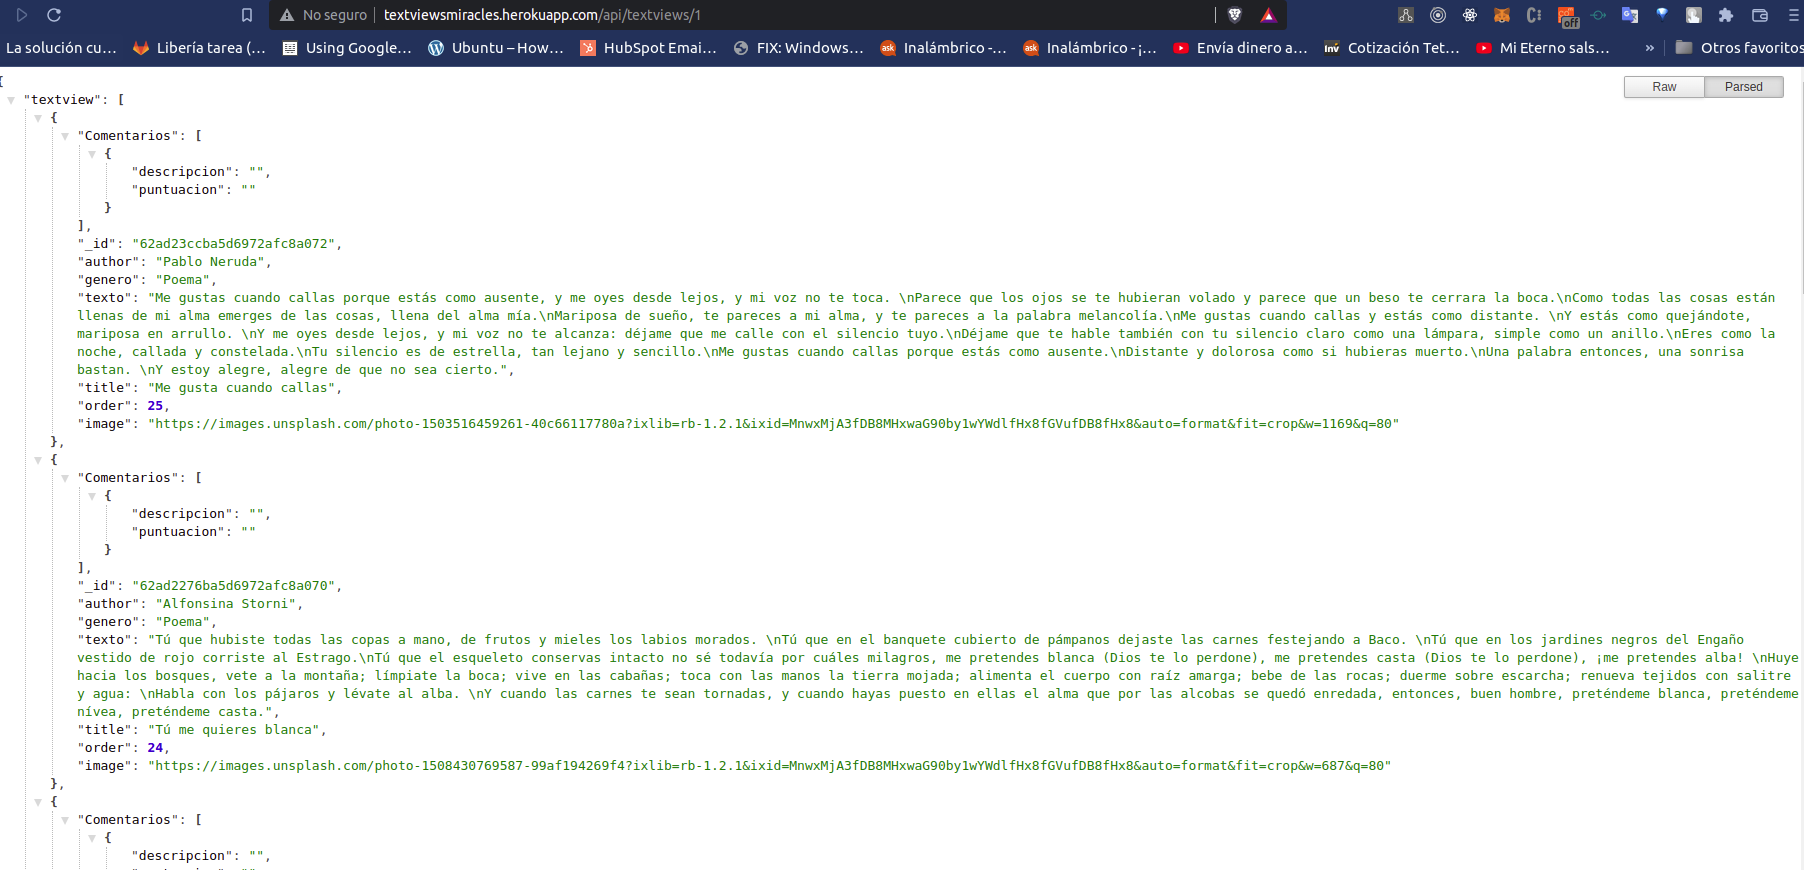 No seguro textviewsmiracles.herokuapp.com/api/textviews/1 off
La solución cu... Libería tarea (... Using Google... Ubuntu – How... HubSpot Emai... FIX: Windows... ask Inalámbrico -... ask Inalámbrico - ¡... Envía dinero a... Inv Cotización Tet... Mi Eterno sals... » Otros favoritos
Raw Parsed
{
"textview": [
{
"Comentarios": [
{
"descripcion": "",
"puntuacion": ""
}
],
"_id": "62ad23ccba5d6972afc8a072",
"author": "Pablo Neruda",
"genero": "Poema",
"texto": "Me gustas cuando callas porque estás como ausente, y me oyes desde lejos, y mi voz no te toca. \nParece que los ojos se te hubieran volado y parece que un beso te cerrara la boca.\nComo todas las cosas están
llenas de mi alma emerges de las cosas, llena del alma mía.\nMariposa de sueño, te pareces a mi alma, y te pareces a la palabra melancolía.\nMe gustas cuando callas y estás como distante. \nY estás como quejándote,
mariposa en arrullo. \nY me oyes desde lejos, y mi voz no te alcanza: déjame que me calle con el silencio tuyo.\nDéjame que te hable también con tu silencio claro como una lámpara, simple como un anillo.\nEres como la
noche, callada y constelada.\nTu silencio es de estrella, tan lejano y sencillo.\nMe gustas cuando callas porque estás como ausente.\nDistante y dolorosa como si hubieras muerto.\nUna palabra entonces, una sonrisa
bastan. \nY estoy alegre, alegre de que no sea cierto.",
"title": "Me gusta cuando callas",
"order": 25,
"image": "https://images.unsplash.com/photo-1503516459261-40c66117780a?ixlib=rb-1.2.1&ixid=MnwxMjA3fDB8MHxwaG90by1wYWdlfHx8fGVufDB8fHx8&auto=format&fit=crop&w=1169&q=80"
},
{
"Comentarios": [
{
"descripcion": "",
"puntuacion": ""
}
],
"_id": "62ad2276ba5d6972afc8a070",
"author": "Alfonsina Storni",
"genero": "Poema",
"texto": "Tú que hubiste todas las copas a mano, de frutos y mieles los labios morados. \nTú que en el banquete cubierto de pámpanos dejaste las carnes festejando a Baco. \nTú que en los jardines negros del Engaño
vestido de rojo corriste al Estrago.\nTú que el esqueleto conservas intacto no sé todavía por cuáles milagros, me pretendes blanca (Dios te lo perdone), me pretendes casta (Dios te lo perdone), ¡me pretendes alba! \nHuye
hacia los bosques, vete a la montaña; límpiate la boca; vive en las cabañas; toca con las manos la tierra mojada; alimenta el cuerpo con raíz amarga; bebe de las rocas; duerme sobre escarcha; renueva tejidos con salitre
y agua: \nHabla con los pájaros y lévate al alba. \nY cuando las carnes te sean tornadas, y cuando hayas puesto en ellas el alma que por las alcobas se quedó enredada, entonces, buen hombre, preténdeme blanca, preténdeme
nívea, preténdeme casta.",
"title": "Tú me quieres blanca",
"order": 24,
"image": "https://images.unsplash.com/photo-1508430769587-99af194269f4?ixlib=rb-1.2.1&ixid=MnwxMjA3fDB8MHxwaG90by1wYWdlfHx8fGVufDB8fHx8&auto=format&fit=crop&w=687&q=80"
},
{
"Comentarios": [
{
"descripcion": "",